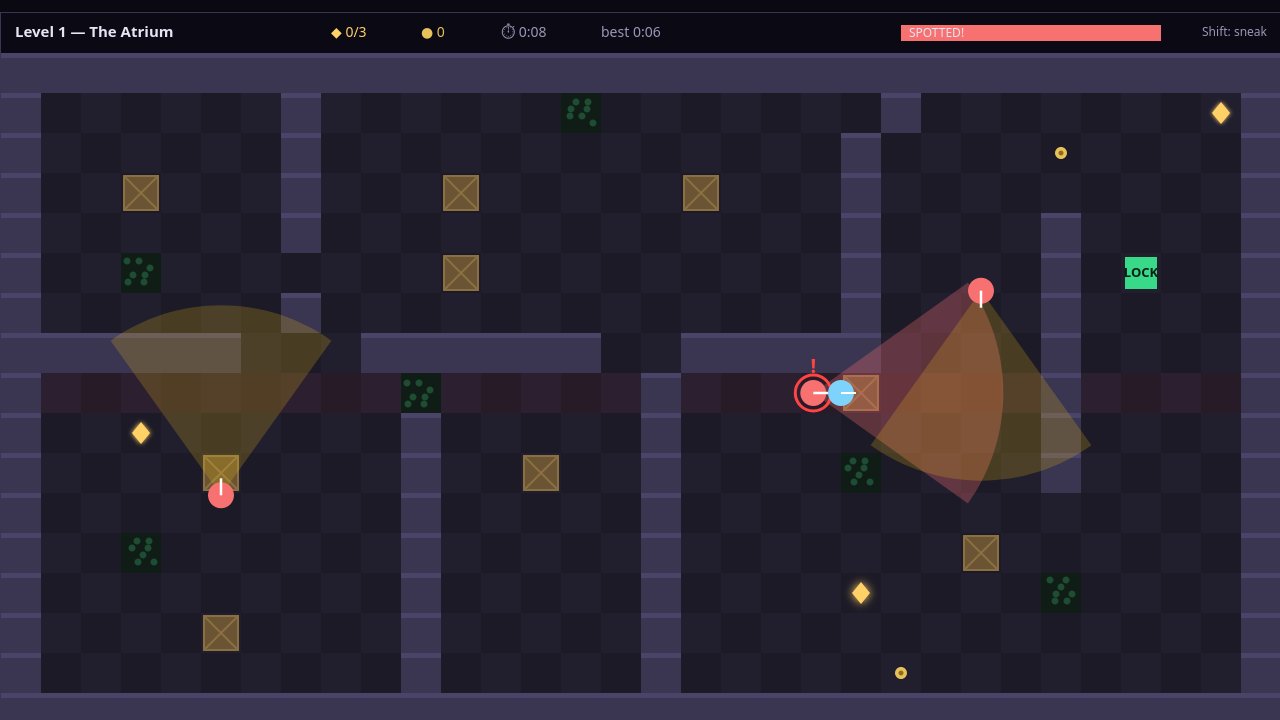 Level 1 — The Atrium ◆ 0/3 ● 0 ⏱ 0:08 best 0:06 SPOTTED! Shift: sneak
LOCK
!